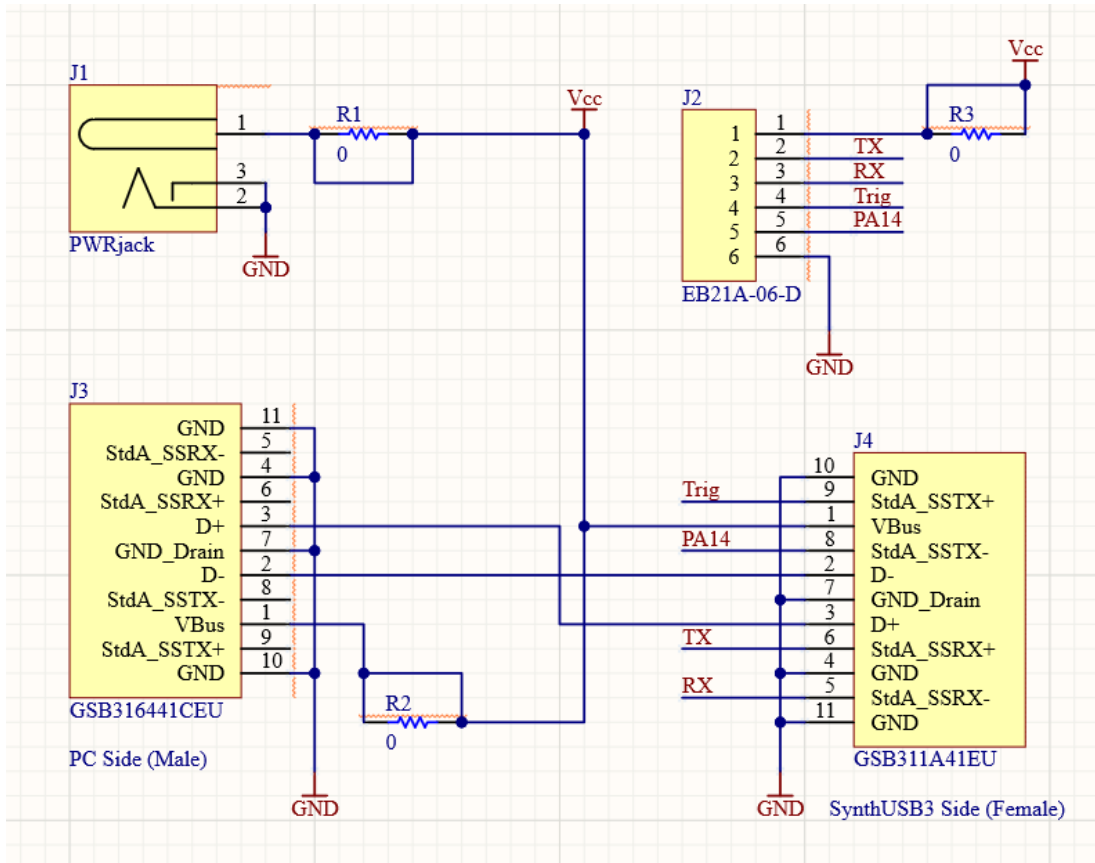 J1
1
3
2
PWRjack
GND
R1
0
Vcc
J2
1 1
2 2 TX
3 3 RX
4 4 Trig
5 5 PA14
6 6
EB21A-06-D
GND
Vcc
R3
0
J3
GND 11
StdA_SSRX- 5
GND 4
StdA_SSRX+ 6
D+ 3
GND_Drain 7
D- 2
StdA_SSTX- 8
VBus 1
StdA_SSTX+ 9
GND 10
GSB316441CEU
PC Side (Male)
GND
R2
0
J4
10 GND
Trig 9 StdA_SSTX+
1 VBus
PA14 8 StdA_SSTX-
2 D-
7 GND_Drain
3 D+
TX 6 StdA_SSRX+
4 GND
RX 5 StdA_SSRX-
11 GND
GSB311A41EU
GND
SynthUSB3 Side (Female)